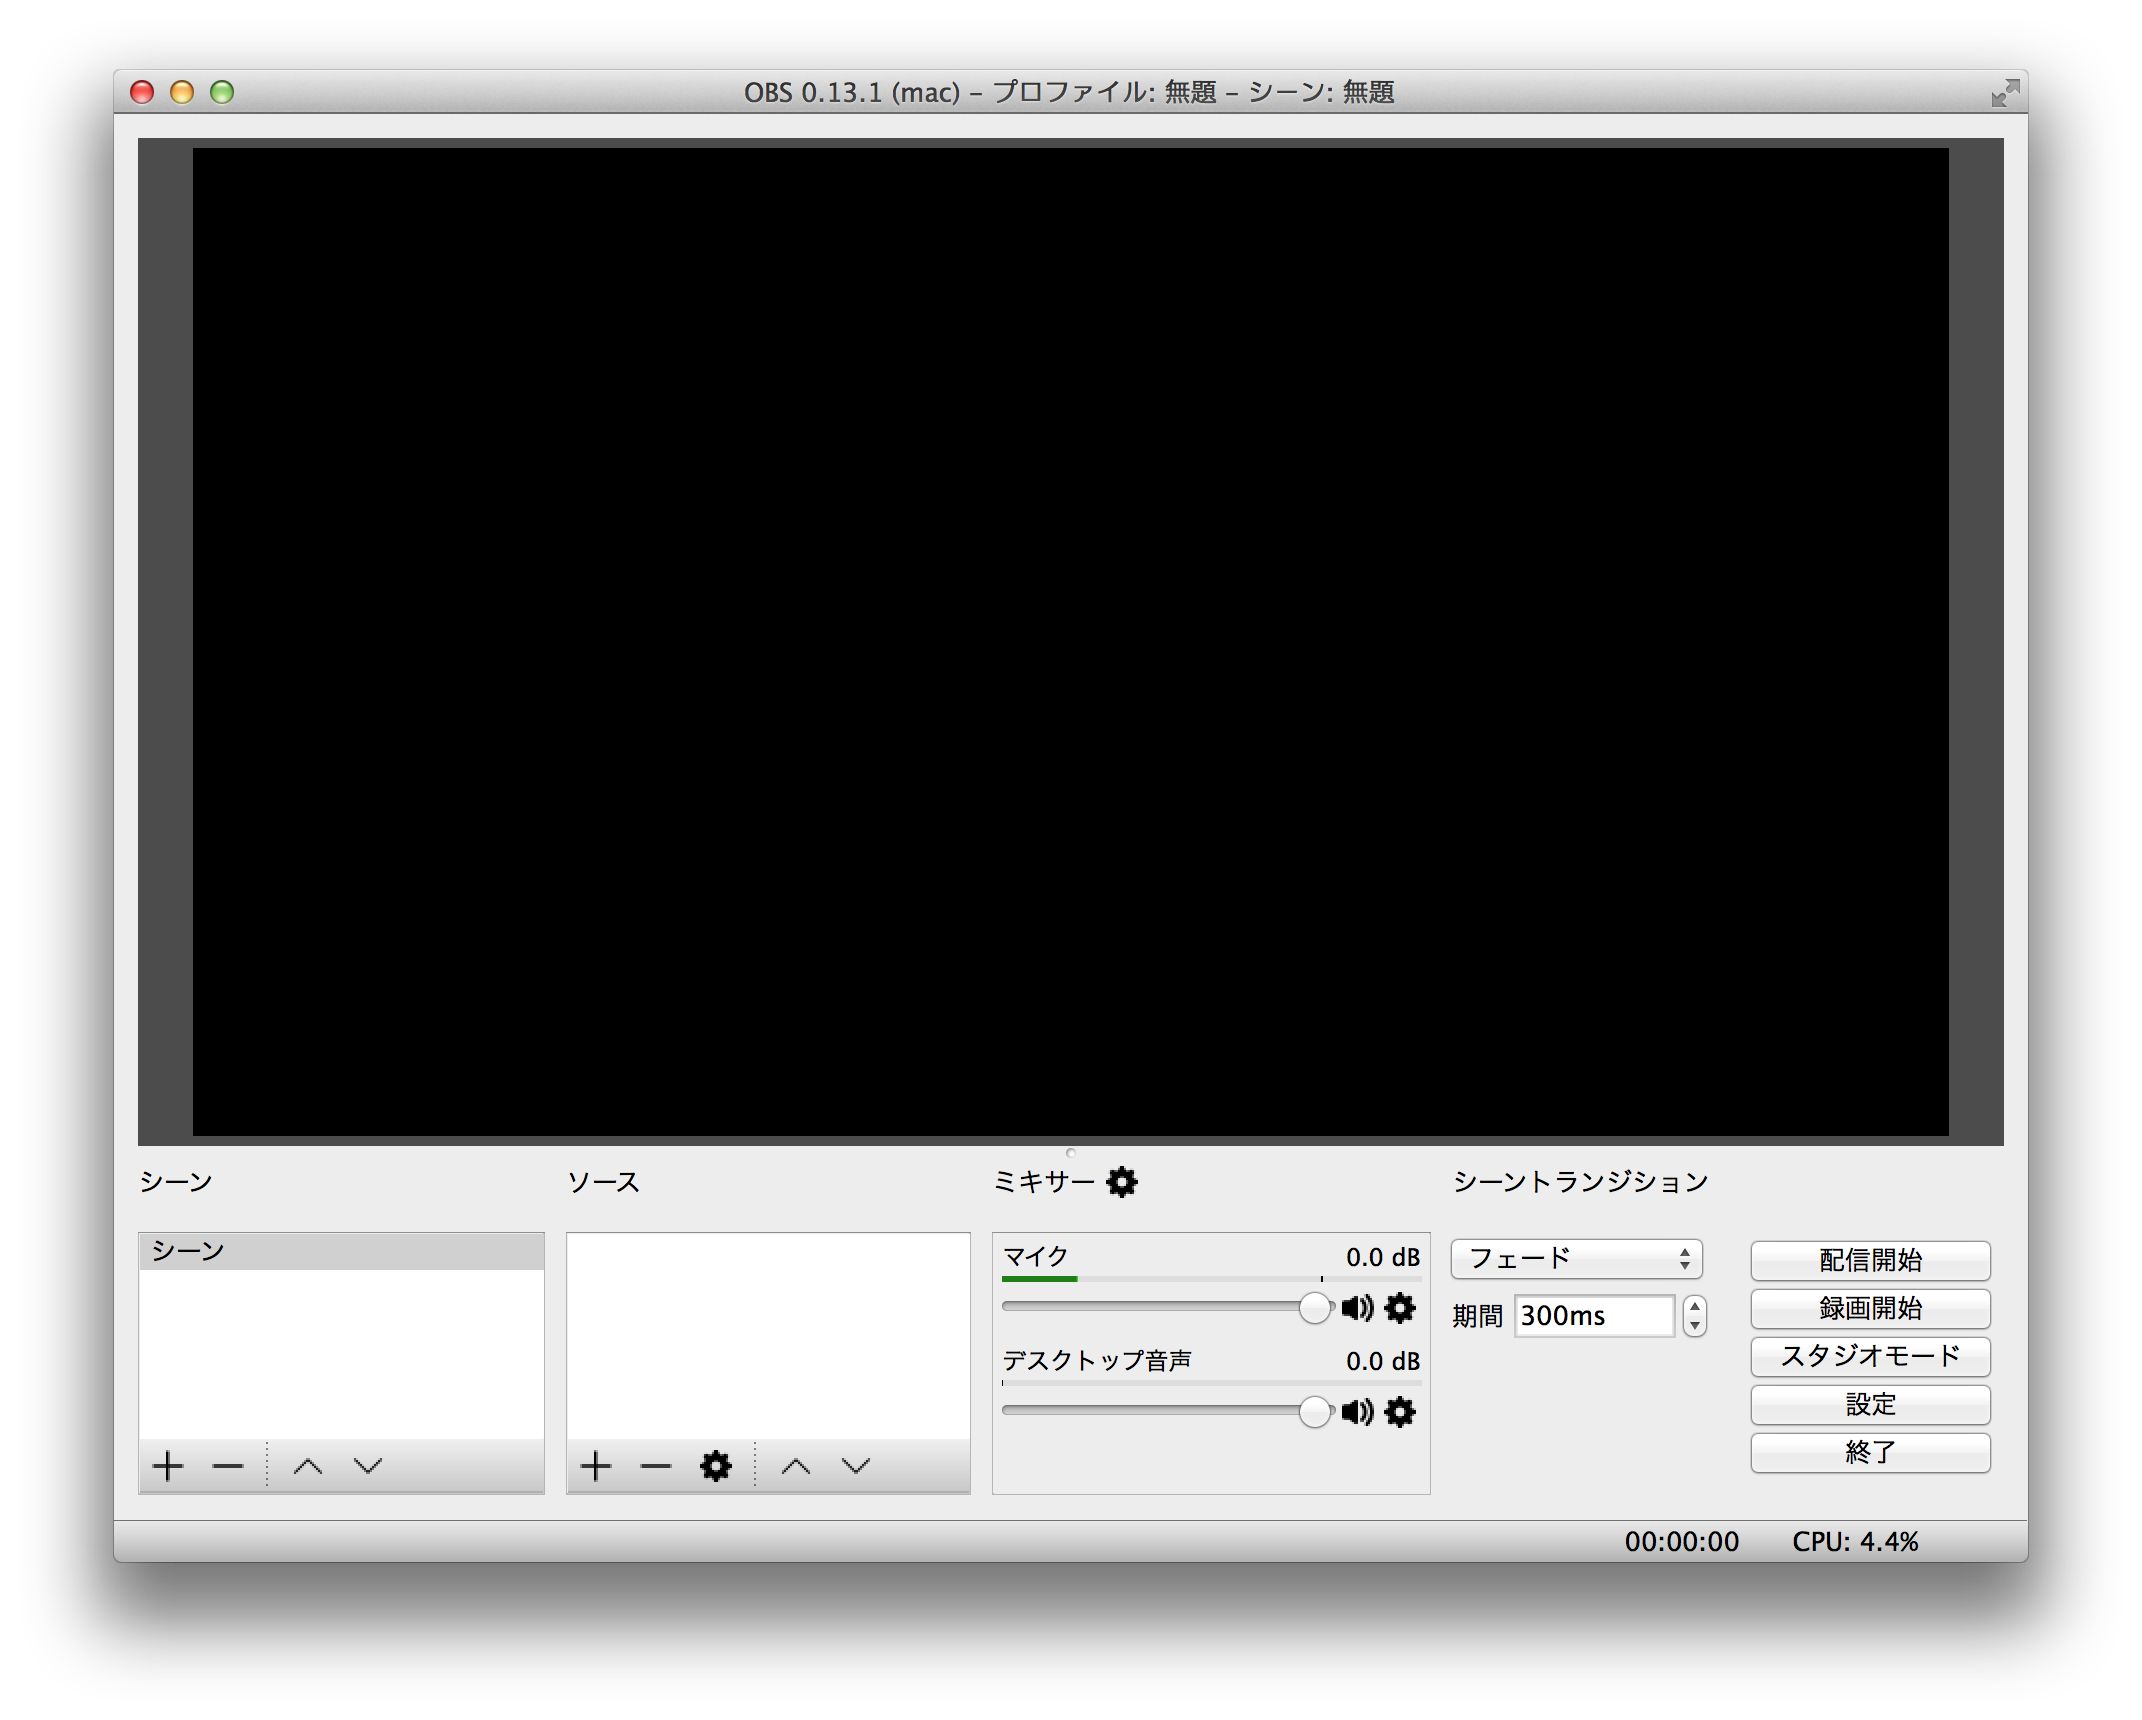 OBS 0.13.1 (mac) – プロファイル: 無題 – シーン: 無題
シーン
ソース
ミキサー
シーントランジション
シーン
マイク 0.0 dB
デスクトップ音声 0.0 dB
フェード
期間 300ms
配信開始
録画開始
スタジオモード
設定
終了
00:00:00 CPU: 4.4%